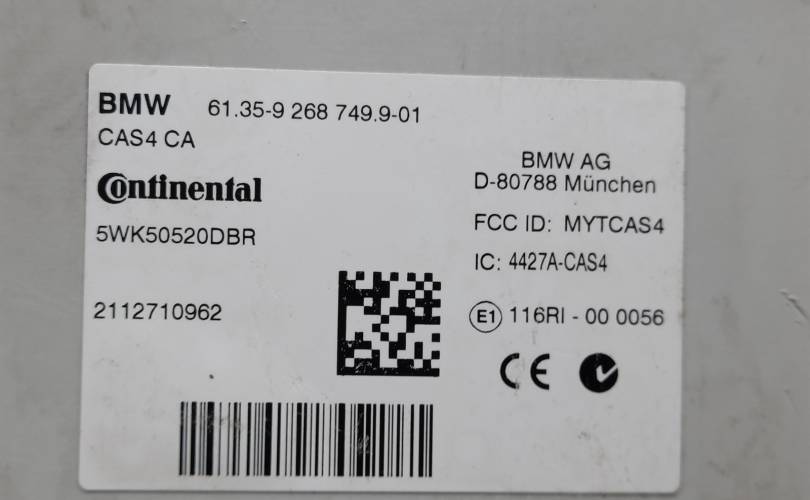 BMW 61.35-9 268 749.9-01
CAS4 CA
Continental
5WK50520DBR
2112710962
BMW AG
D-80788 München
FCC ID: MYTCAS4
IC: 4427A-CAS4
E1 116RI - 00 0056
CE